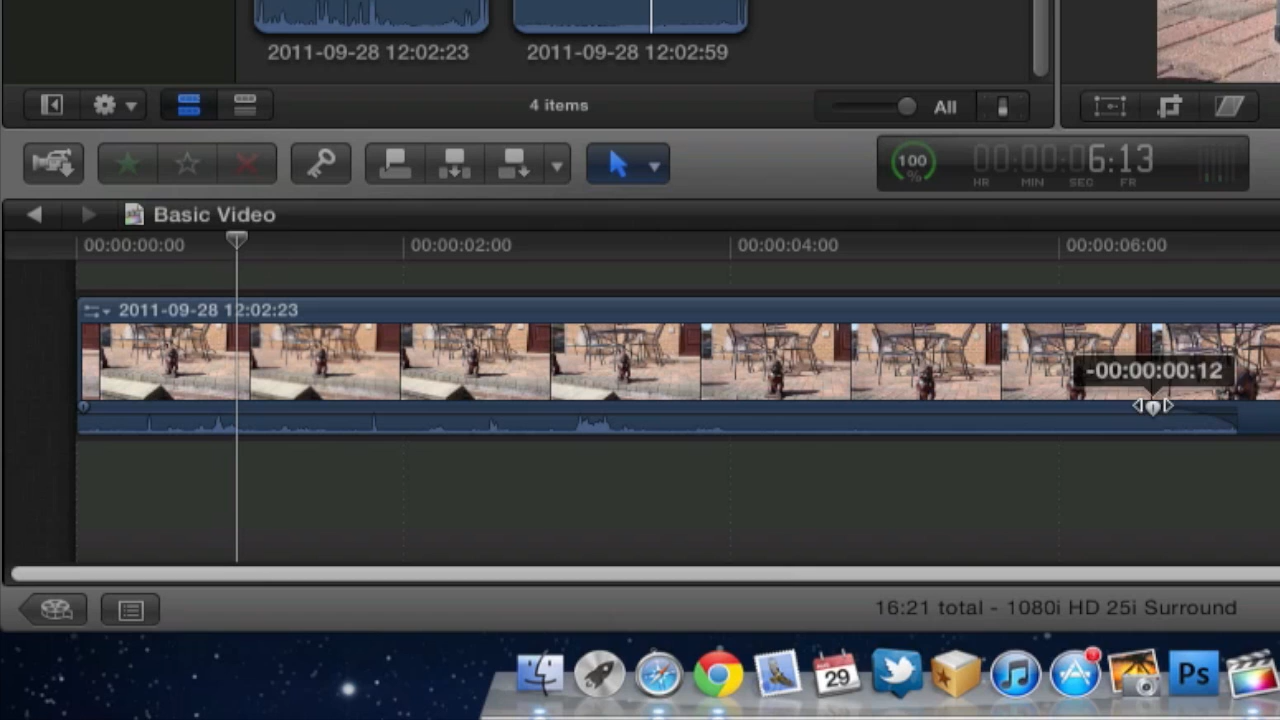 2011-09-28 12:02:23
2011-09-28 12:02:59
4 items
All
100
%
00:00:06:13
HR MIN SEC FR
Basic Video
00:00:00:00
00:00:02:00
00:00:04:00
00:00:06:00
2011-09-28 12:02:23
-00:00:00:12
16:21 total - 1080i HD 25i Surround
29
Ps